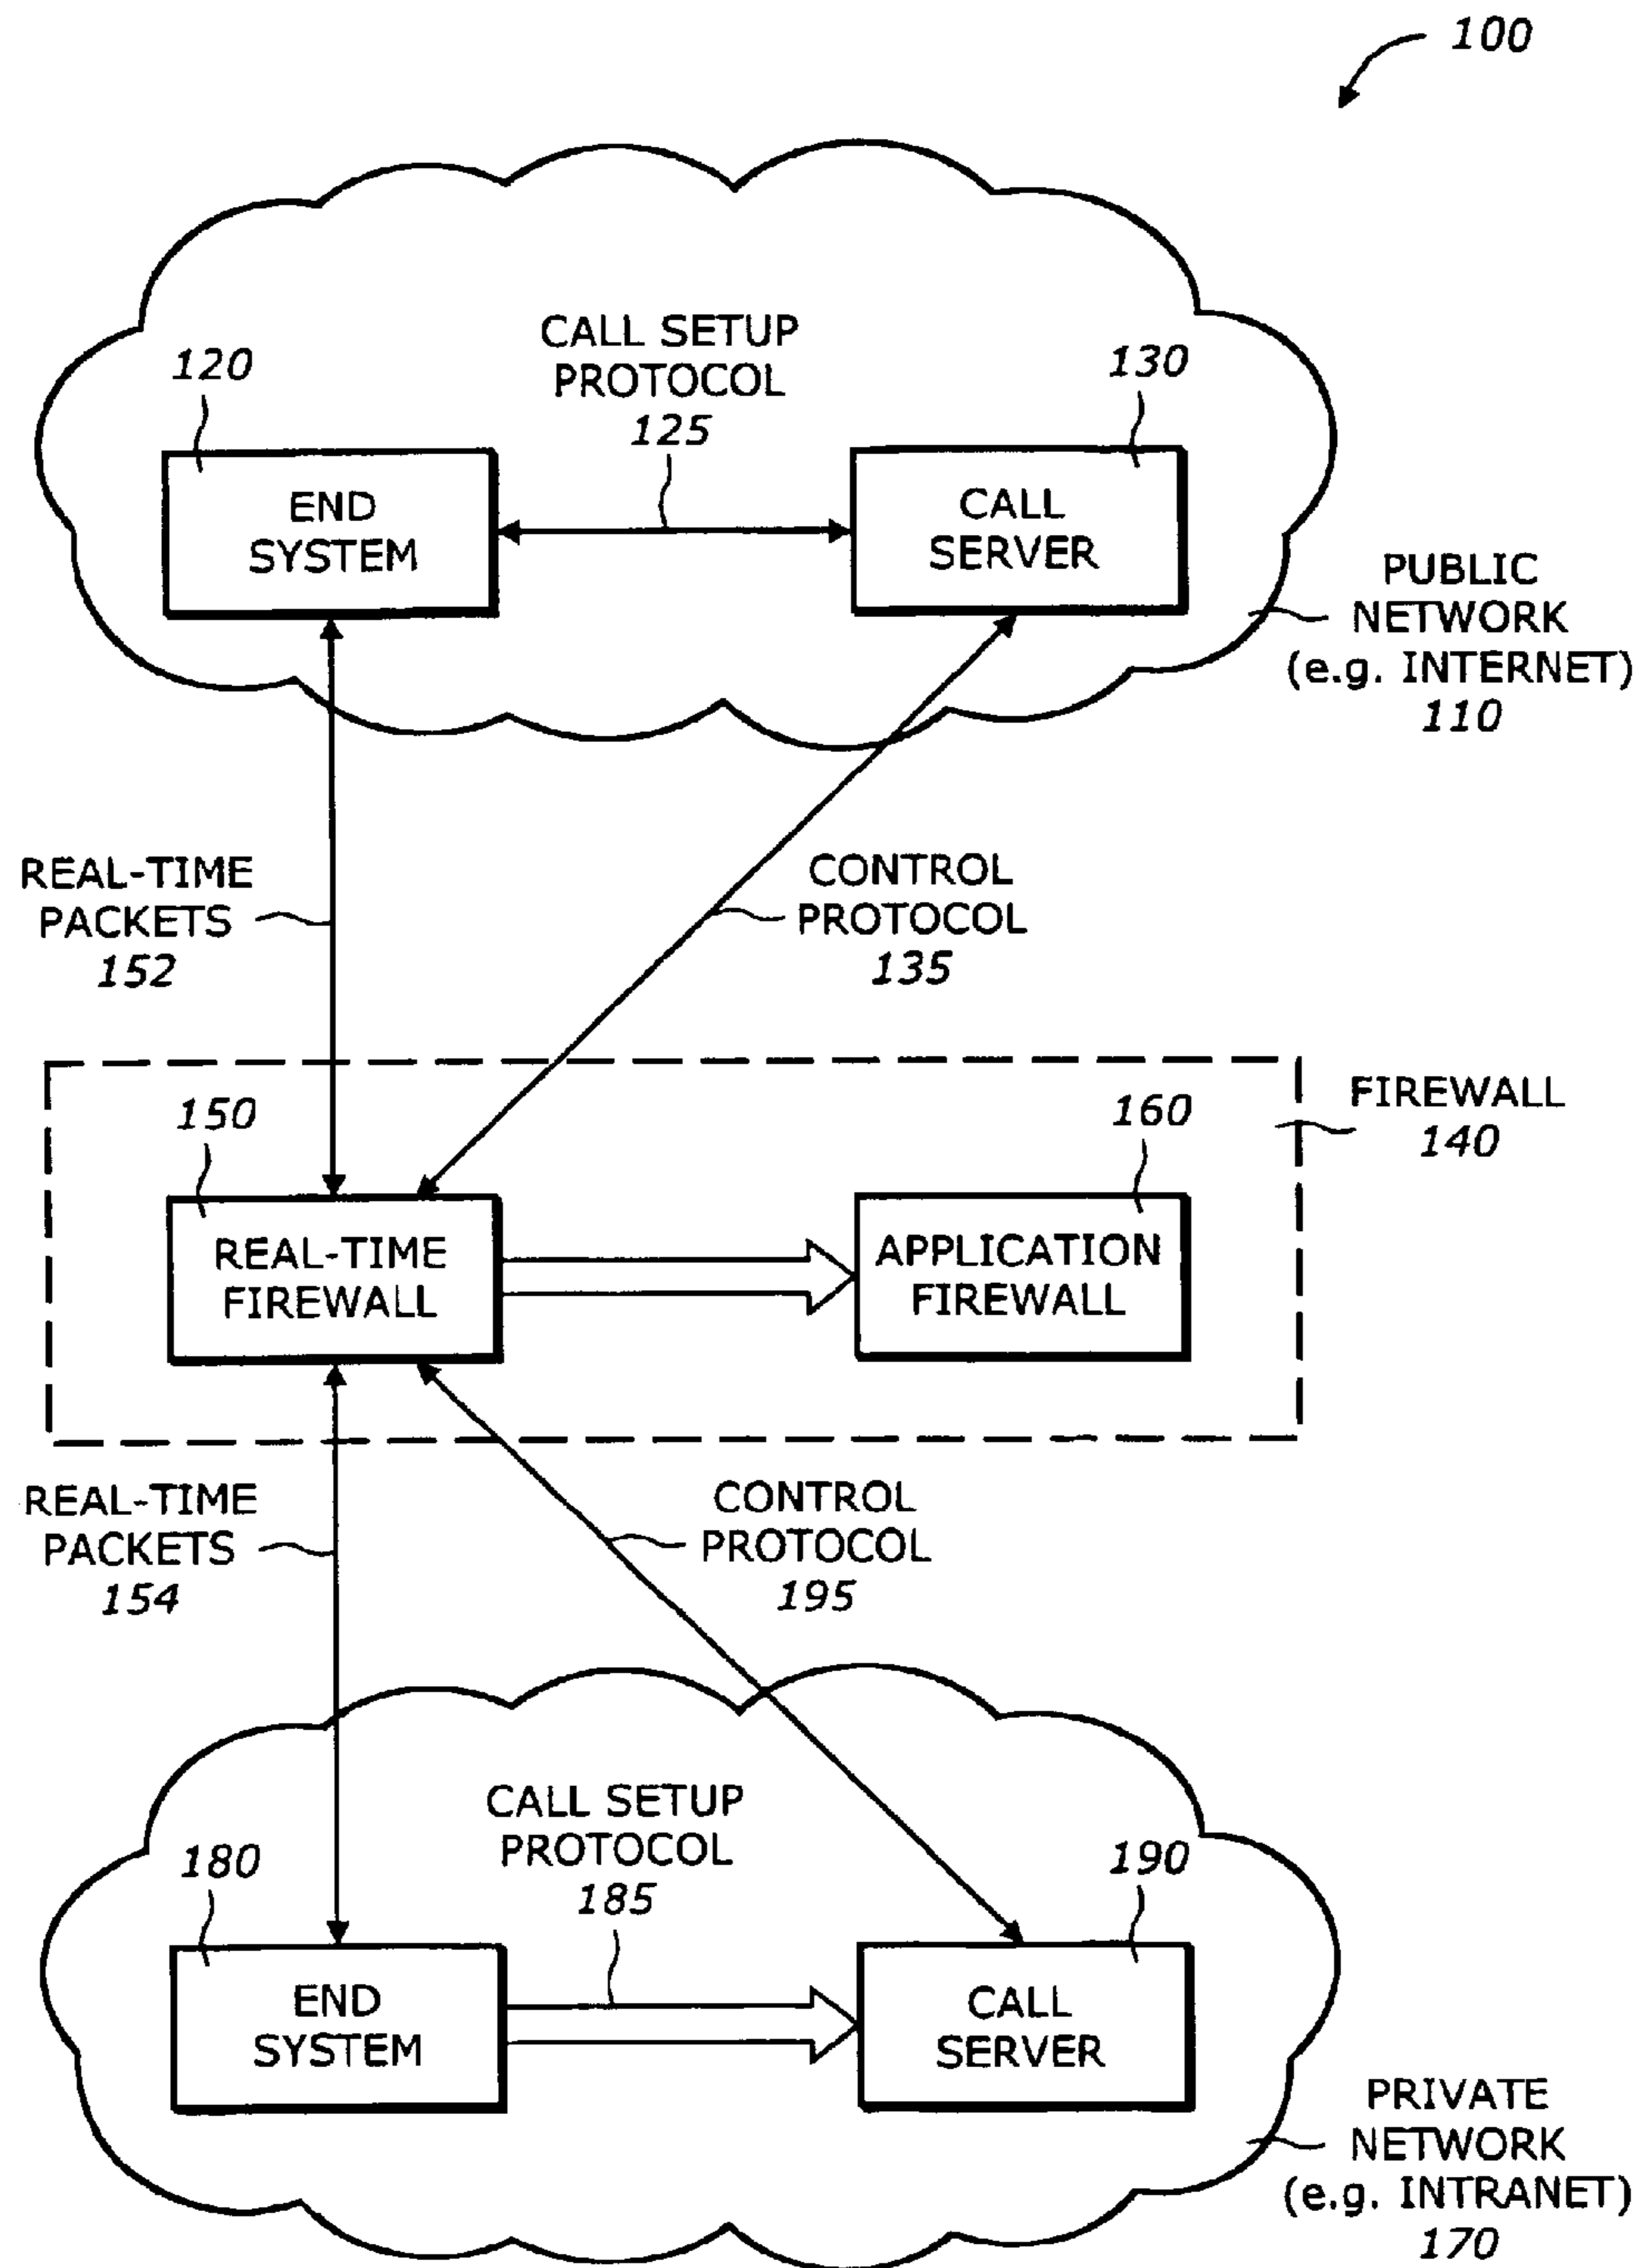 100
CALL SETUP
PROTOCOL
125
120
130
END
SYSTEM
CALL
SERVER
PUBLIC
NETWORK
(e.g. INTERNET)
110
REAL-TIME
PACKETS
152
CONTROL
PROTOCOL
135
FIREWALL
140
150
160
REAL-TIME
FIREWALL
APPLICATION
FIREWALL
REAL-TIME
PACKETS
154
CONTROL
PROTOCOL
195
CALL SETUP
PROTOCOL
185
180
190
END
SYSTEM
CALL
SERVER
PRIVATE
NETWORK
(e.g. INTRANET)
170